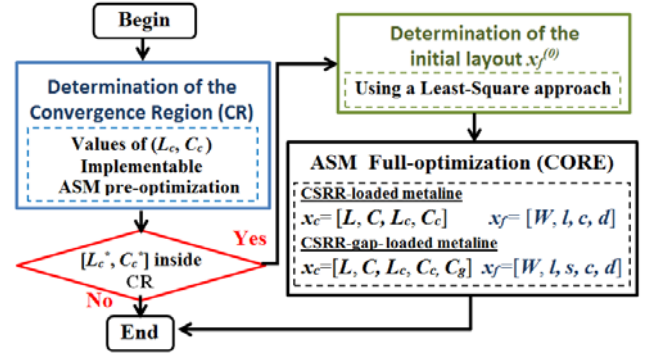 Begin
Determination of the
Convergence Region (CR)
Values of (Lc, Cc)
Implementable
ASM pre-optimization
[Lc*, Cc*] inside
CR
Yes
No
End
Determination of the
initial layout xf(0)
Using a Least-Square approach
ASM Full-optimization (CORE)
CSRR-loaded metaline
xc=[L, C, Lc, Cc] xf= [W, l, c, d]
CSRR-gap-loaded metaline
xc=[L, C, Lc, Cc, Cg] xf=[W, l, s, c, d]